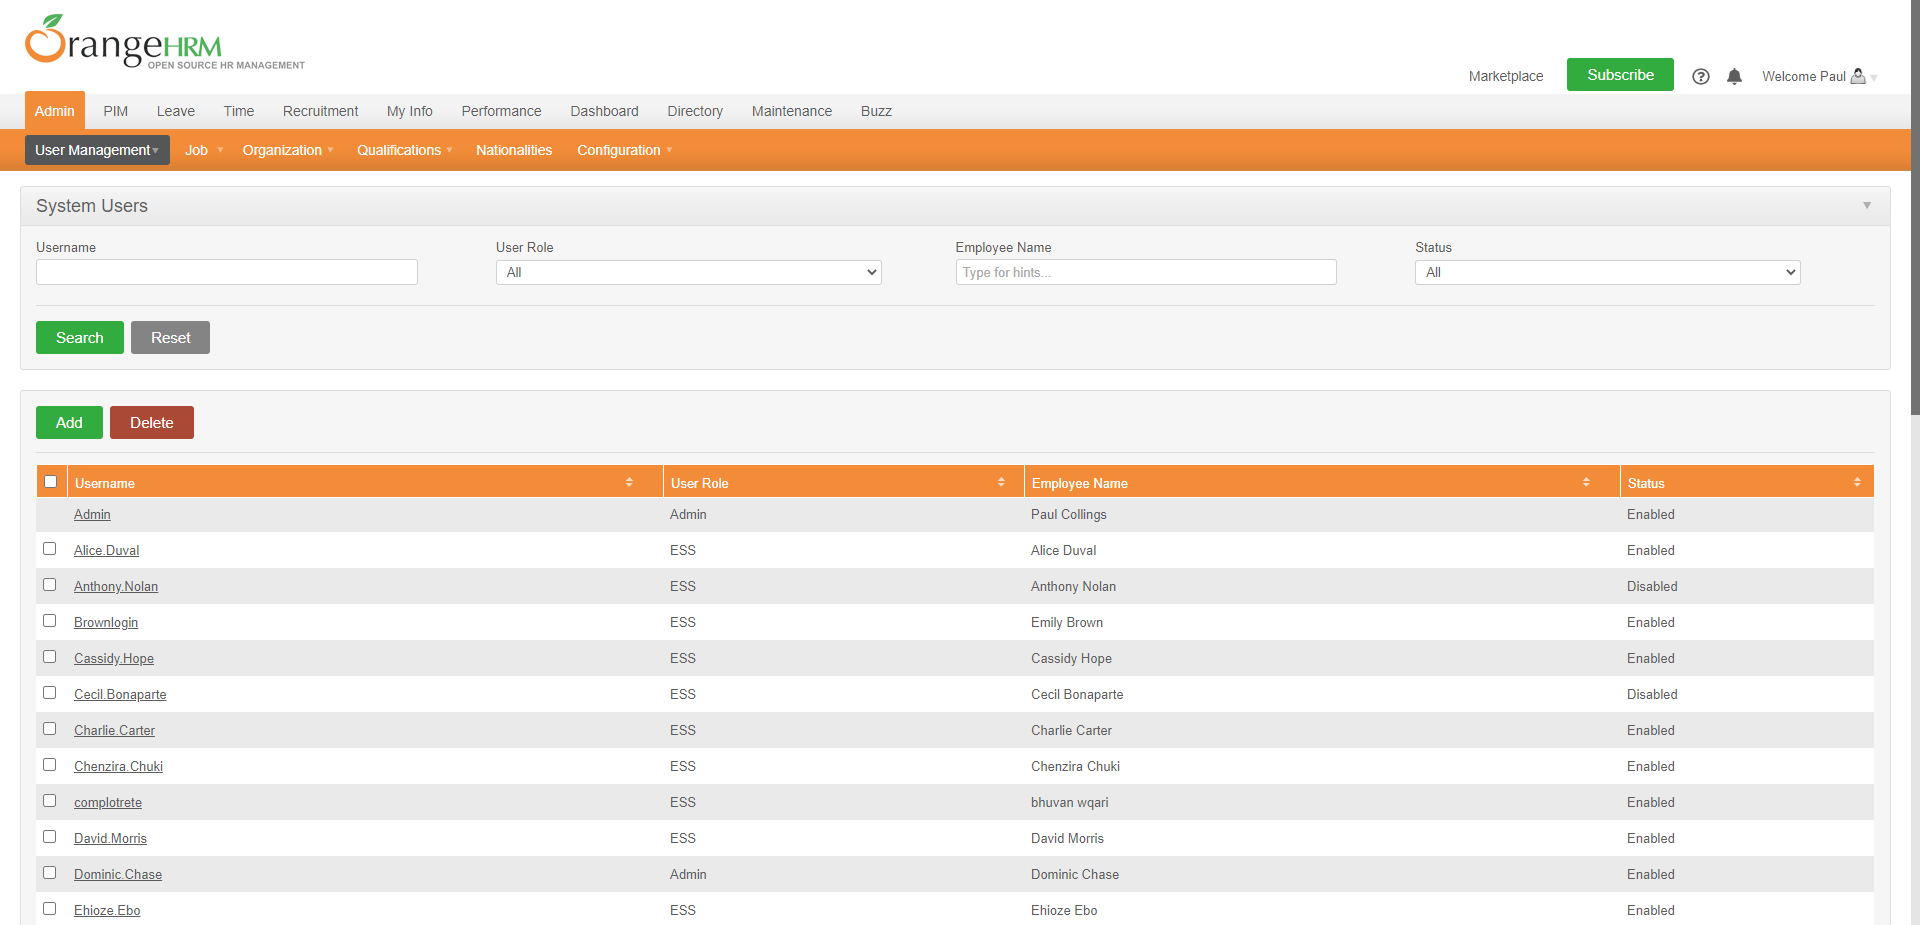 OrangeHRM
OPEN SOURCE HR MANAGEMENT
Marketplace Subscribe Welcome Paul
Admin PIM Leave Time Recruitment My Info Performance Dashboard Directory Maintenance Buzz
User Management Job Organization Qualifications Nationalities Configuration
System Users
Username User Role Employee Name Status
All Type for hints... All
Search Reset
Add Delete
Username User Role Employee Name Status
Admin Admin Paul Collings Enabled
Alice.Duval ESS Alice Duval Enabled
Anthony.Nolan ESS Anthony Nolan Disabled
Brownlogin ESS Emily Brown Enabled
Cassidy.Hope ESS Cassidy Hope Enabled
Cecil.Bonaparte ESS Cecil Bonaparte Disabled
Charlie.Carter ESS Charlie Carter Enabled
Chenzira.Chuki ESS Chenzira Chuki Enabled
complotrete ESS bhuvan wqari Enabled
David.Morris ESS David Morris Enabled
Dominic.Chase Admin Dominic Chase Enabled
Ehioze.Ebo ESS Ehioze Ebo Enabled